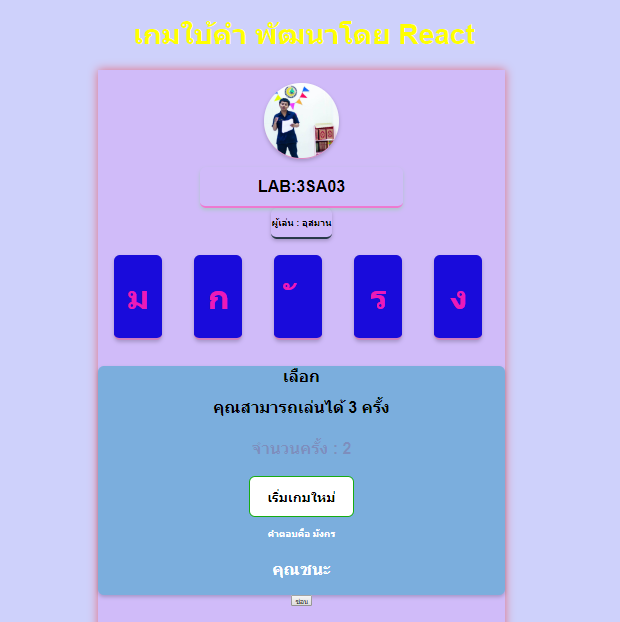 เกมใบ้คำ พัฒนาโดย React
LAB:3SA03
ผู้เล่น : อุสมาน
ม ก ั ร ง
เลือก
คุณสามารถเล่นได้ 3 ครั้ง
จำนวนครั้ง : 2
เริ่มเกมใหม่
คำตอบคือ มังกร
คุณชนะ
ซ่อน